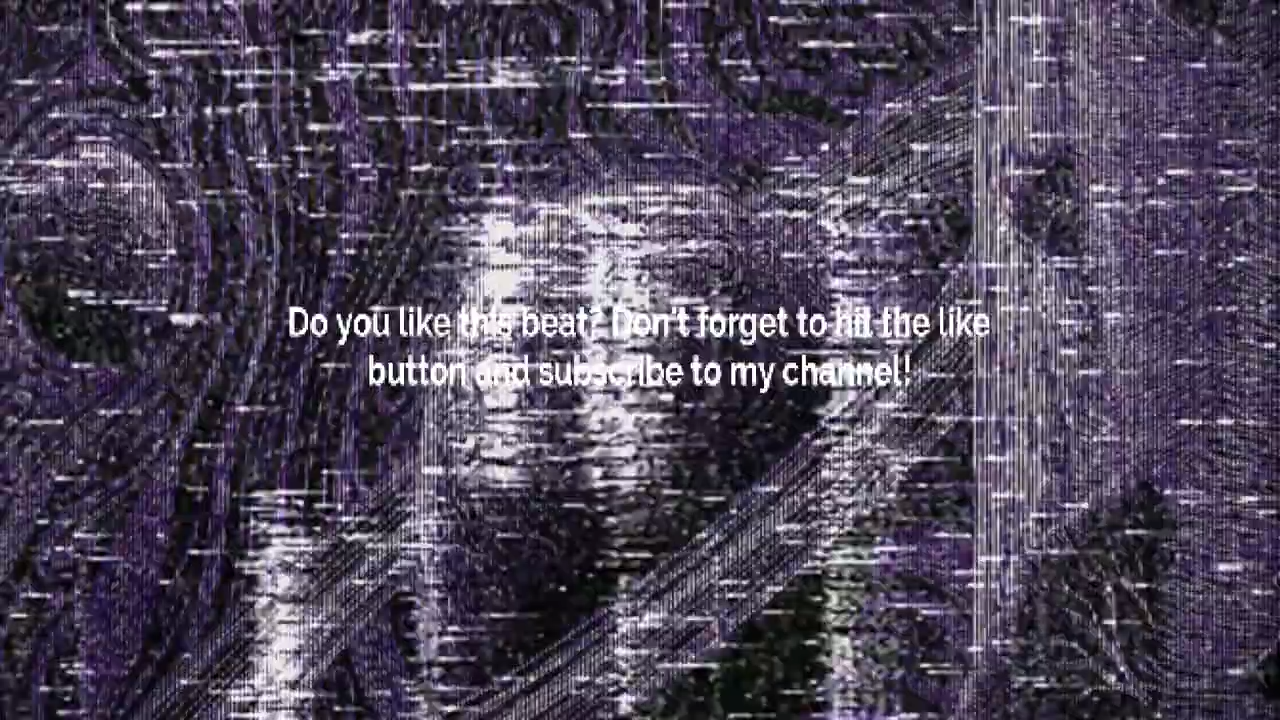 Do you like this beat? Don't forget to hit the like
button and subscribe to my channel!